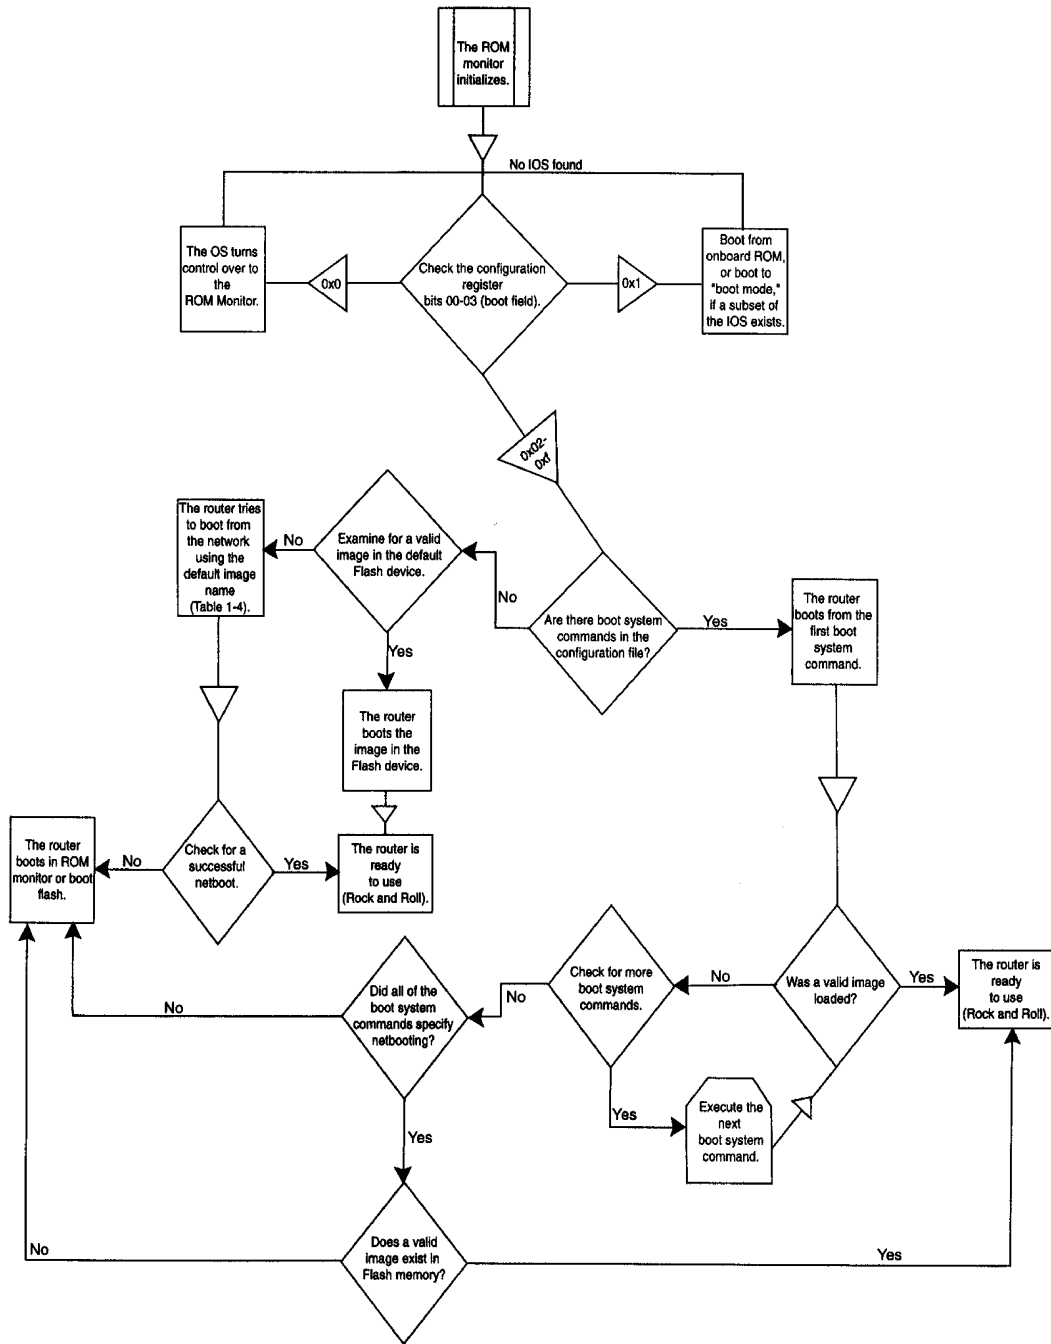 The ROM
monitor
initializes.
No IOS found
The OS turns
control over to
the ROM Monitor.
0x0
Check the configuration
register
bits 00-03 (boot field).
0x1
Boot from
onboard ROM,
or boot to
"boot mode,"
if a subset of
the IOS exists.
0x02-
0xf
The router tries
to boot from
the network
using the
default image
name
(Table 1-4).
No
Examine for a valid
image in the default
Flash device.
No
Are there boot system
commands in the
configuration file?
Yes
The router
boots from the
first boot
system
command.
Yes
The router
boots the
image in the
Flash device.
The router
boots in ROM
monitor or boot
flash.
No
Check for a
successful
netboot.
Yes
The router is
ready
to use
(Rock and Roll).
No
Did all of the
boot system
commands specify
netbooting?
No
Check for more
boot system
commands.
No
Was a valid image
loaded?
Yes
The router is
ready
to use
(Rock and Roll).
Yes
Execute the
next
boot system
command.
Yes
No
Does a valid
image exist in
Flash memory?
Yes